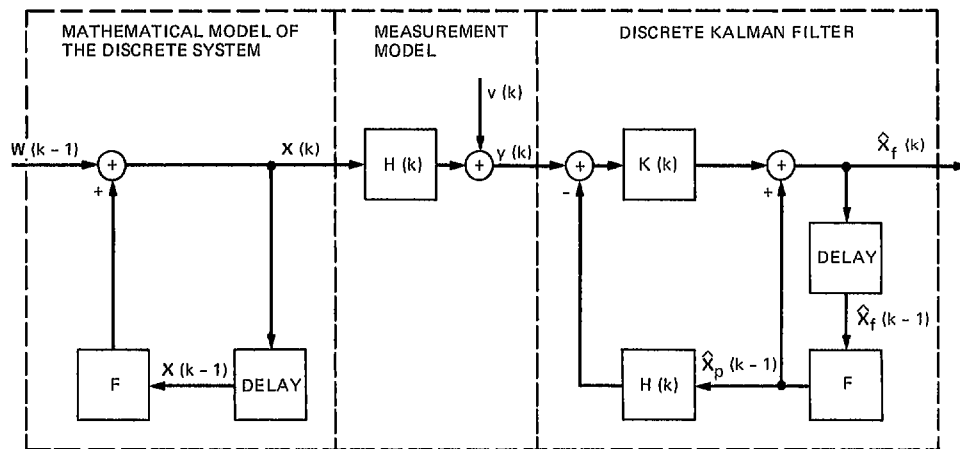 MATHEMATICAL MODEL OF
THE DISCRETE SYSTEM
MEASUREMENT
MODEL
DISCRETE KALMAN FILTER
v (k)
W (k−1)
+
+
X (k)
H (k)
+
y (k)
+
−
K (k)
+
+
X̂f (k)
DELAY
X̂f (k−1)
F
X (k−1)
DELAY
H (k)
X̂p (k−1)
F